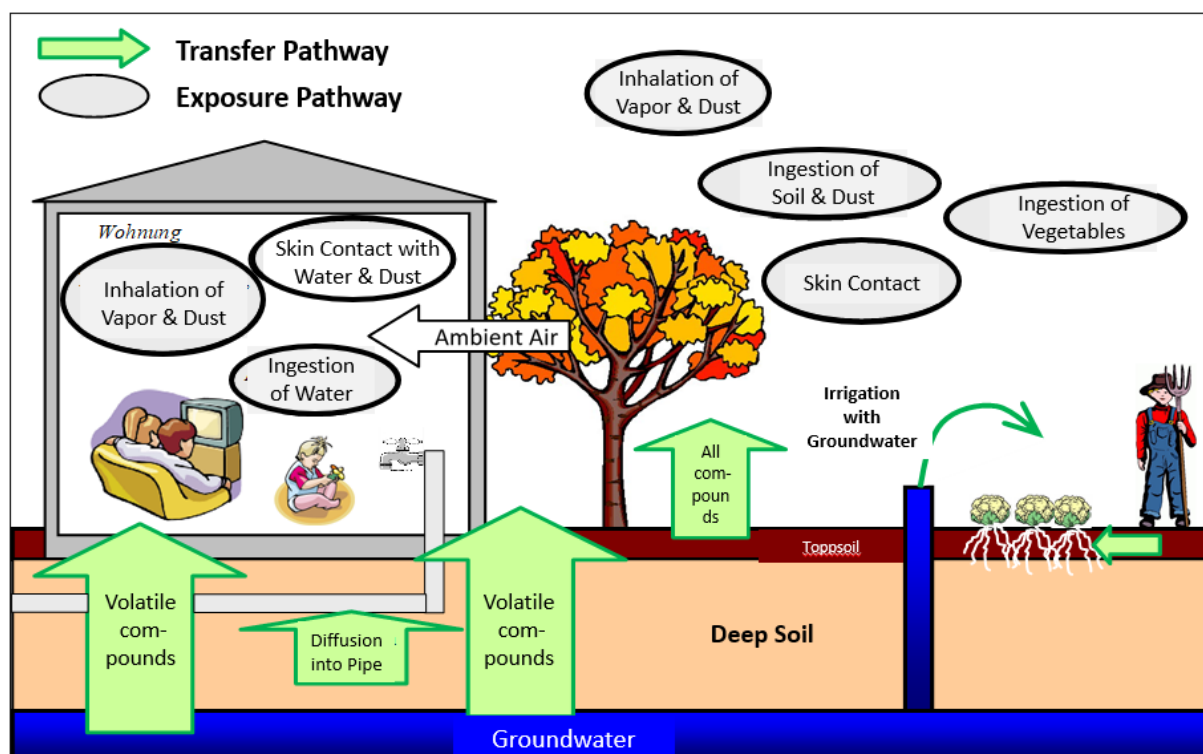 Transfer Pathway
Exposure Pathway
Inhalation of
Vapor & Dust
Ingestion of
Soil & Dust
Ingestion of
Vegetables
Skin Contact
Wohnung
Skin Contact with
Water & Dust
Inhalation of
Vapor & Dust
Ingestion
of Water
Ambient Air
Irrigation
with
Groundwater
All
com-
poun
ds
Toppsoil
Volatile
com-
pounds
Diffusion
into Pipe
Volatile
com-
pounds
Deep Soil
Groundwater